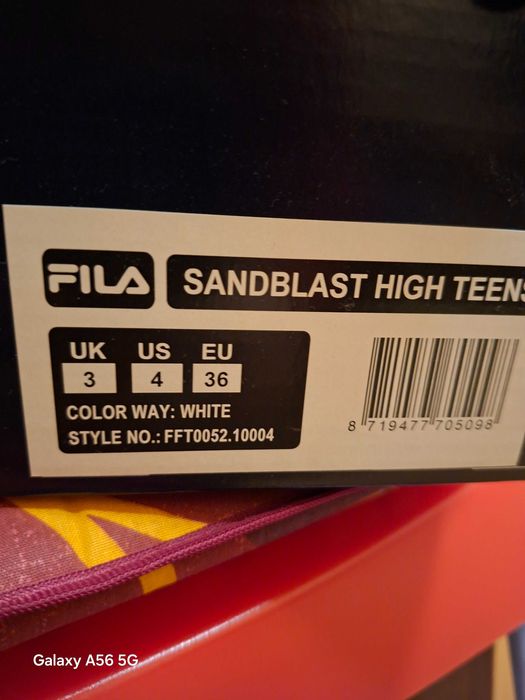 FILA
SANDBLAST HIGH TEENS
UK US EU
3 4 36
COLOR WAY: WHITE
STYLE NO.: FFT0052.10004
8 719477 705098
Galaxy A56 5G